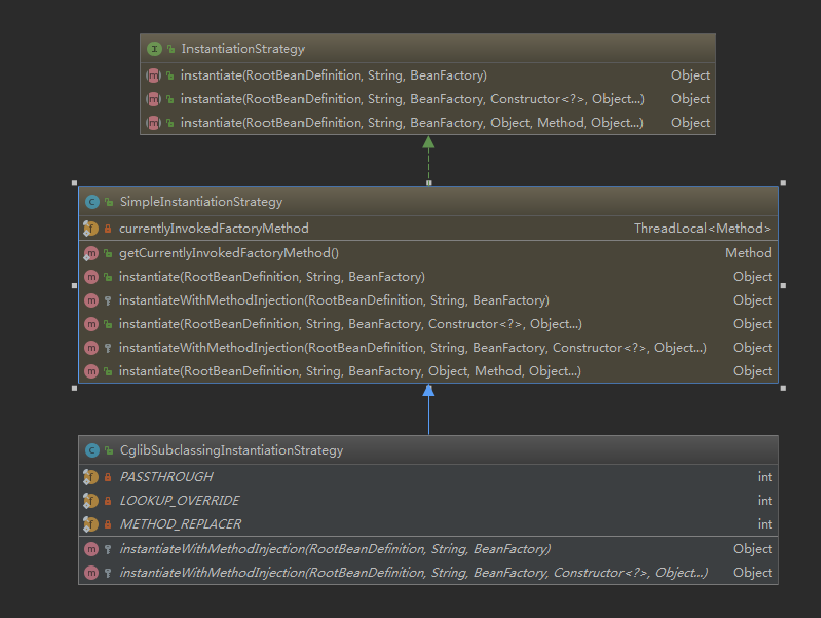 InstantiationStrategy
instantiate(RootBeanDefinition, String, BeanFactory) Object
instantiate(RootBeanDefinition, String, BeanFactory, Constructor<?>, Object...) Object
instantiate(RootBeanDefinition, String, BeanFactory, Object, Method, Object...) Object
SimpleInstantiationStrategy
currentlyInvokedFactoryMethod ThreadLocal<Method>
getCurrentlyInvokedFactoryMethod() Method
instantiate(RootBeanDefinition, String, BeanFactory) Object
instantiateWithMethodInjection(RootBeanDefinition, String, BeanFactory) Object
instantiate(RootBeanDefinition, String, BeanFactory, Constructor<?>, Object...) Object
instantiateWithMethodInjection(RootBeanDefinition, String, BeanFactory, Constructor<?>, Object...) Object
instantiate(RootBeanDefinition, String, BeanFactory, Object, Method, Object...) Object
CglibSubclassingInstantiationStrategy
PASSTHROUGH int
LOOKUP_OVERRIDE int
METHOD_REPLACER int
instantiateWithMethodInjection(RootBeanDefinition, String, BeanFactory) Object
instantiateWithMethodInjection(RootBeanDefinition, String, BeanFactory, Constructor<?>, Object...) Object